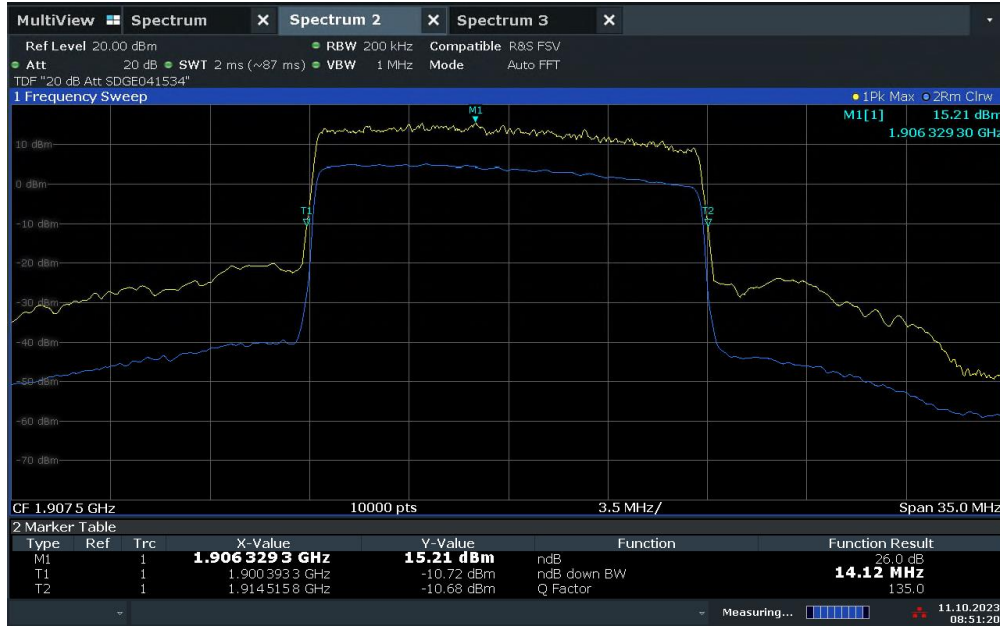 MultiView Spectrum X Spectrum 2 X Spectrum 3 X
Ref Level 20.00 dBm RBW 200 kHz Compatible R&S FSV
Att 20 dB SWT 2 ms (~87 ms) VBW 1 MHz Mode Auto FFT
TDF "20 dB Att SDGE041534"
1 Frequency Sweep 1Pk Max 2Rm Clrw
M1
M1[1] 15.21 dBm
1.906 329 30 GHz
10 dBm
0 dBm
T1 T2
-10 dBm
-20 dBm
-30 dBm
-40 dBm
-50 dBm
-60 dBm
-70 dBm
CF 1.9075 GHz 10000 pts 3.5 MHz/ Span 35.0 MHz
2 Marker Table
Type Ref Trc X-Value Y-Value Function Function Result
M1 1 1.906 329 3 GHz 15.21 dBm ndB 26.0 dB
T1 1 1.900 393 3 GHz -10.72 dBm ndB down BW 14.12 MHz
T2 1 1.914 515 8 GHz -10.68 dBm Q Factor 135.0
Measuring... 11.10.2023
08:51:20